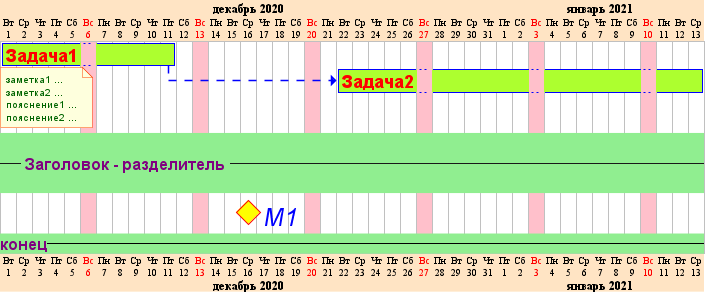 декабрь 2020 январь 2021
Вт Ср Чт Пт Сб Вс Пн Вт Ср Чт Пт Сб Вс Пн Вт Ср Чт Пт Сб Вс Пн Вт Ср Чт Пт Сб Вс Пн Вт Ср Чт Пт Сб Вс Пн Вт Ср Чт Пт Сб Вс Пн Вт Ср
1 2 3 4 5 6 7 8 9 10 11 12 13 14 15 16 17 18 19 20 21 22 23 24 25 26 27 28 29 30 31 1 2 3 4 5 6 7 8 9 10 11 12 13
Задача1
заметка1 ...
заметка2 ...
пояснение1 ...
пояснение2 ...
Задача2
Заголовок - разделитель
М1
конец
Вт Ср Чт Пт Сб Вс Пн Вт Ср Чт Пт Сб Вс Пн Вт Ср Чт Пт Сб Вс Пн Вт Ср Чт Пт Сб Вс Пн Вт Ср Чт Пт Сб Вс Пн Вт Ср Чт Пт Сб Вс Пн Вт Ср
1 2 3 4 5 6 7 8 9 10 11 12 13 14 15 16 17 18 19 20 21 22 23 24 25 26 27 28 29 30 31 1 2 3 4 5 6 7 8 9 10 11 12 13
декабрь 2020 январь 2021